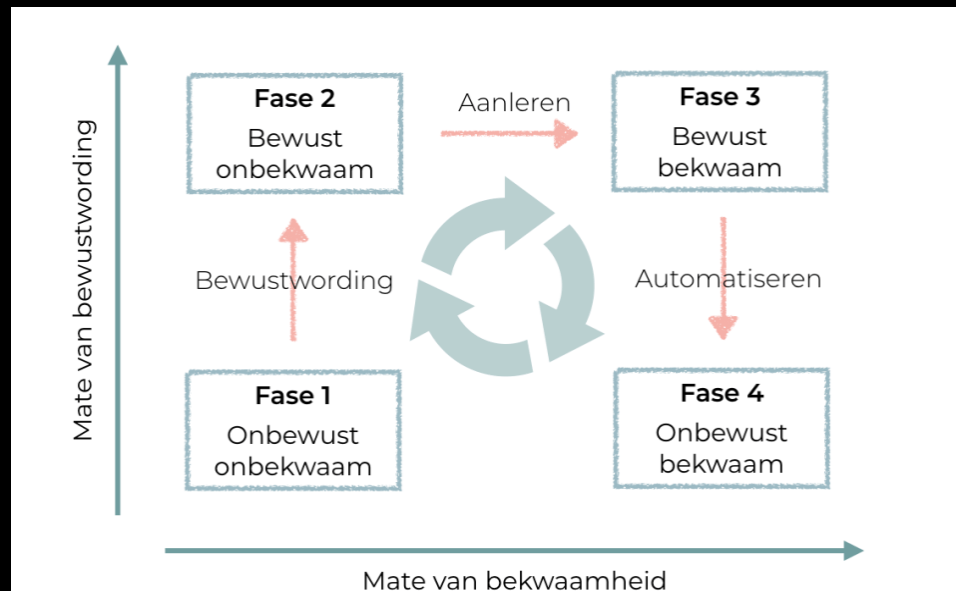 Mate van bewustwording
Fase 2
Bewust
onbekwaam
Aanleren
Fase 3
Bewust
bekwaam
Bewustwording
Automatiseren
Fase 1
Onbewust
onbekwaam
Fase 4
Onbewust
bekwaam
Mate van bekwaamheid